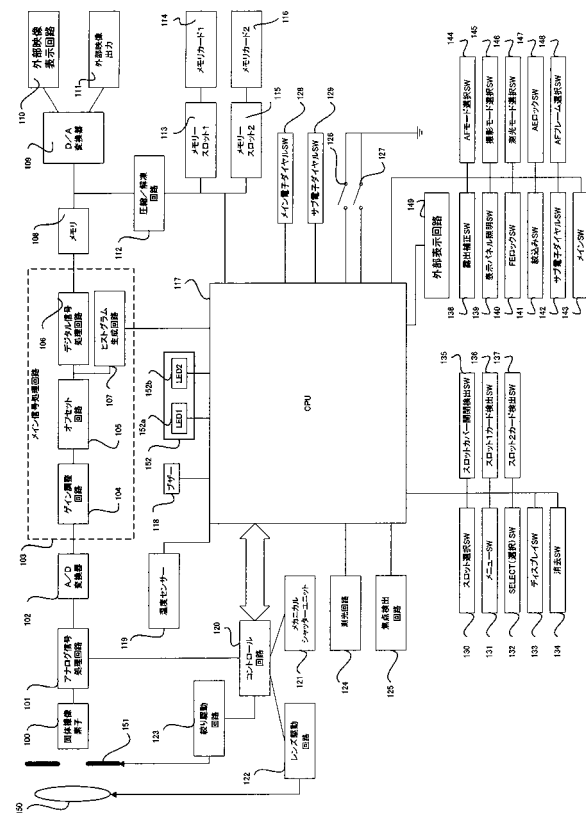 150
151
固体撮像
素子
100
アナログ信号
処理回路
101
A/D
変換器
102
メイン信号処理回路
103
ゲイン調整
回路
104
オフセット
回路
105
デジタル信号
処理回路
106
ヒストグラム
生成回路
107
メモリ
108
D/A
変換器
109
外部映像
表示回路
110
外部映像
出力
111
圧縮/解凍
回路
112
メモリー
スロット1
113
メモリカード1
114
メモリー
スロット2
115
メモリカード2
116
CPU
117
ブザー
118
温度センサー
119
コントロール
回路
120
メカニカル
シャッターユニット
121
レンズ駆動
回路
122
絞り駆動
回路
123
測光回路
124
焦点検出
回路
125
LED1
152a
LED2
152b
152
126
127
メイン電子ダイヤルSW
128
サブ電子ダイヤルSW
129
スロット選択SW
130
メニューSW
131
SELECT(選択)SW
132
ディスプレイSW
133
消去SW
134
スロットカバー開閉検出SW
135
スロット1カード検出SW
136
スロット2カード検出SW
137
外部表示回路
149
露出補正SW
138
表示パネル照明SW
139
FEロックSW
140
絞込みSW
141
サブ電子ダイヤルSW
142
メインSW
143
AFモード選択SW
144
撮影モード選択SW
145
測光モード選択SW
146
AEロックSW
147
AFフレーム選択SW
148